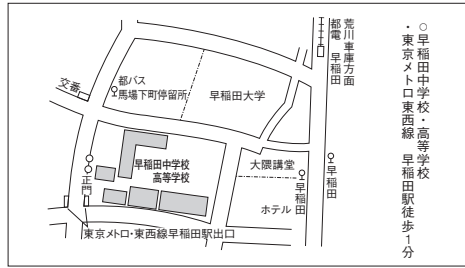 ○早稲田中学校・高等学校
・東京メトロ東西線 早稲田駅徒歩1分
荒川車庫方面
都電 早稲田
都バス
馬場下町停留所
早稲田大学
交番
早稲田中学校
高等学校
大隈講堂
早稲田
早稲田
ホテル
正門
東京メトロ・東西線早稲田駅出口